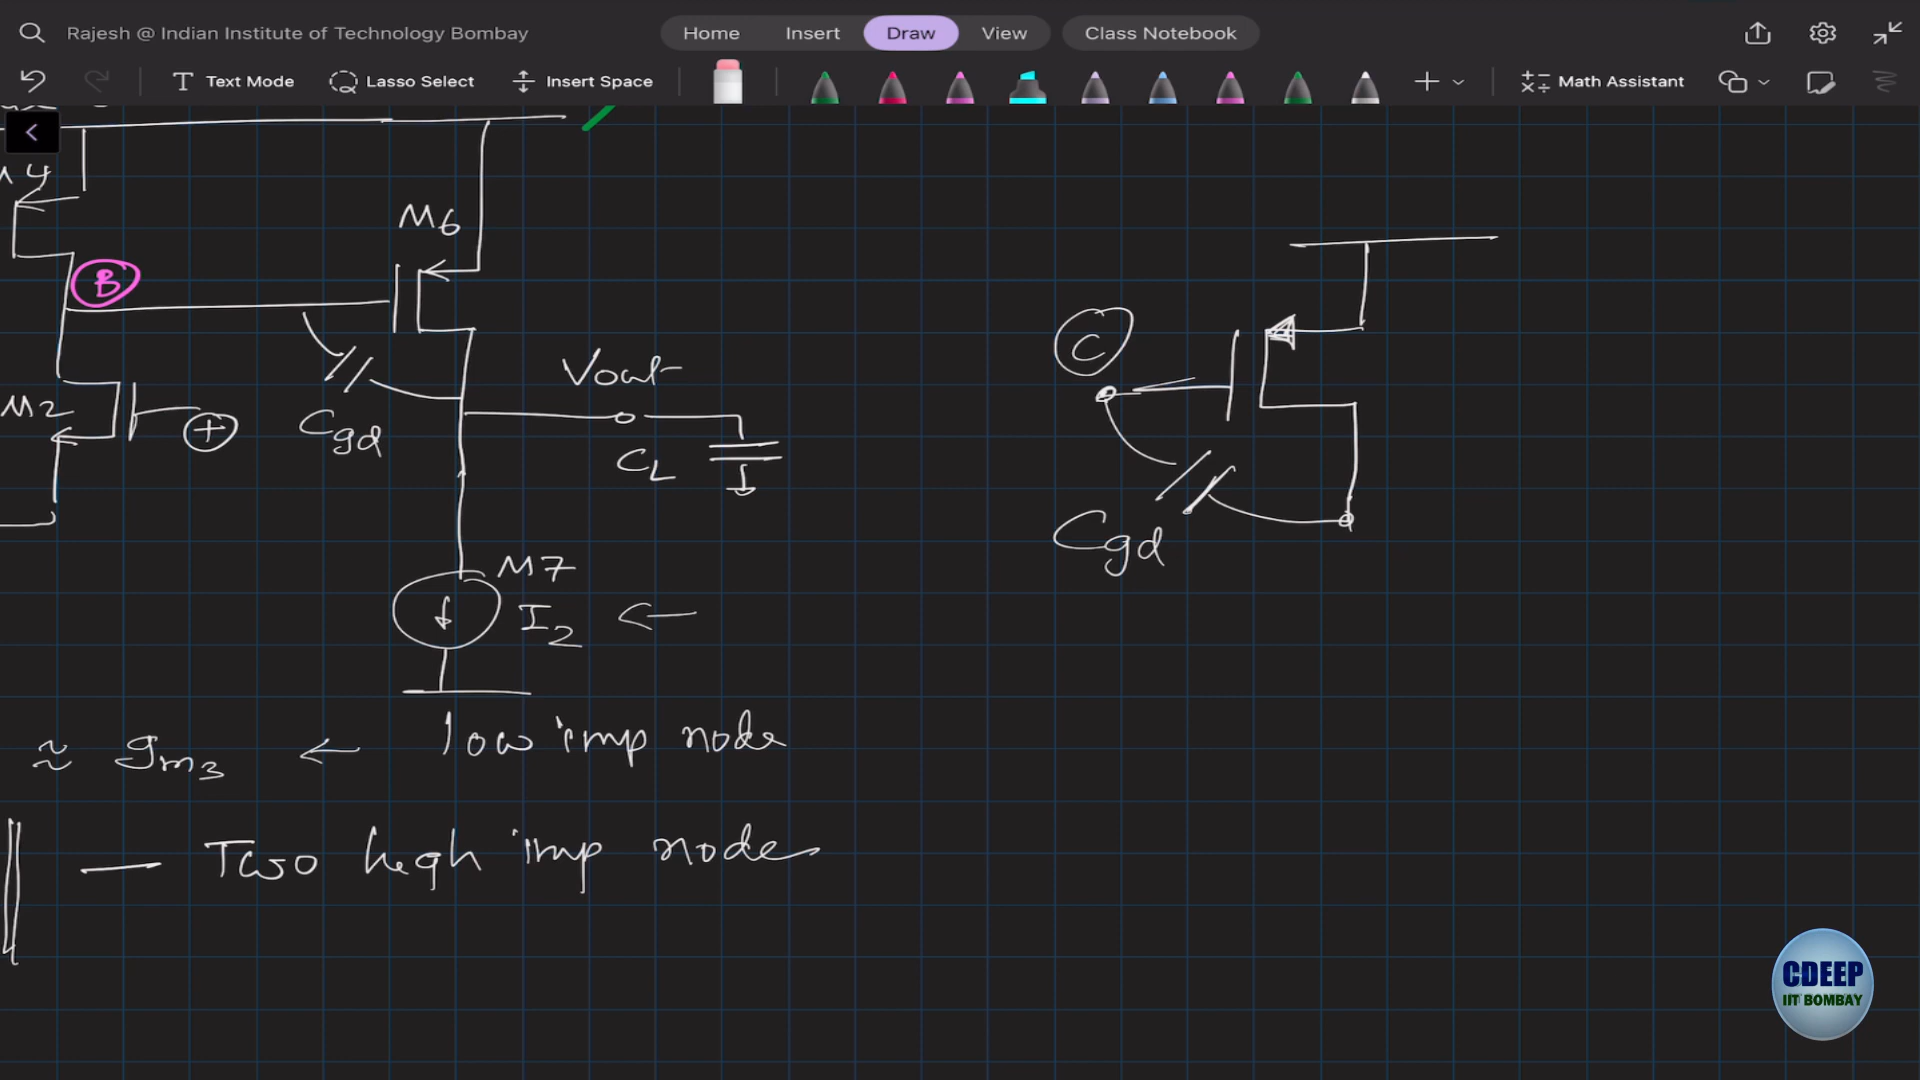 Rajesh @ Indian Institute of Technology Bombay
Home
Insert
Draw
View
Class Notebook
Text Mode
Lasso Select
Insert Space
Math Assistant
M4
M6
B
C
Vout
M2
+
Cgd
CL
Cgd
M7
I2 ←
≈ gm3 ← low imp node
— Two high imp node
CDEEP
IIT BOMBAY